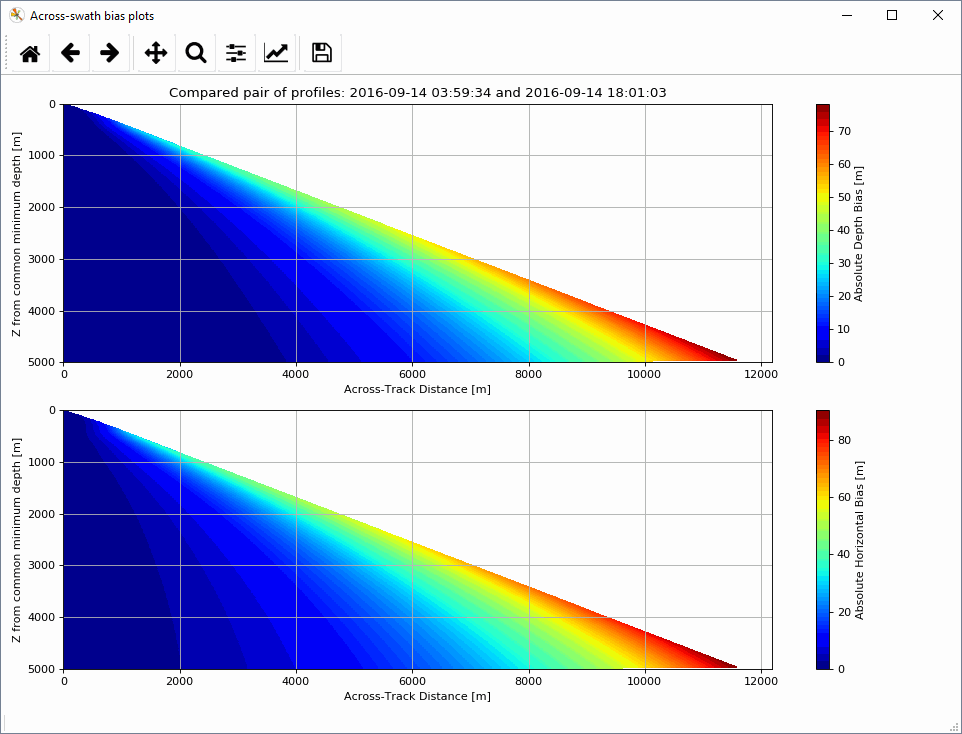 Across-swath bias plots
Compared pair of profiles: 2016-09-14 03:59:34 and 2016-09-14 18:01:03
Z from common minimum depth [m]
0
1000
2000
3000
4000
5000
0 2000 4000 6000 8000 10000 12000
Across-Track Distance [m]
70
60
50
40
30
20
10
0
Absolute Depth Bias [m]
Z from common minimum depth [m]
0
1000
2000
3000
4000
5000
0 2000 4000 6000 8000 10000 12000
Across-Track Distance [m]
80
60
40
20
0
Absolute Horizontal Bias [m]